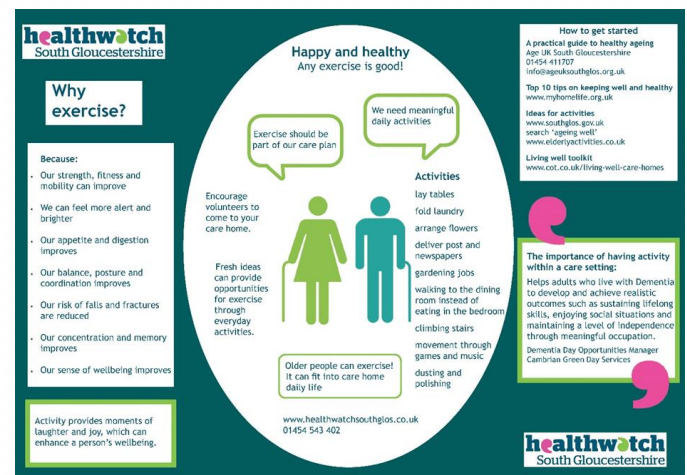 healthwatch
South Gloucestershire
Why
exercise?
Because:
• Our strength, fitness and
mobility can improve
• We can feel more alert and
brighter
• Our appetite and digestion
improves
• Our balance, posture and
coordination improves
• Our risk of falls and fractures
are reduced
• Our concentration and memory
improves
• Our sense of wellbeing improves
Activity provides moments of
laughter and joy, which can
enhance a person's wellbeing.
Happy and healthy
Any exercise is good!
Exercise should be
part of our care plan
We need meaningful
daily activities
Encourage
volunteers to
come to your
care home.
Fresh ideas
can provide
opportunities
for exercise
through
everyday
activities.
Activities
lay tables
fold laundry
arrange flowers
deliver post and
newspapers
gardening jobs
walking to the dining
room instead of
eating in the bedroom
climbing stairs
movement through
games and music
dusting and
polishing
Older people can exercise!
It can fit into care home
daily life
www.healthwatchsouthglos.co.uk
01454 543 402
How to get started
A practical guide to healthy ageing
Age UK South Gloucestershire
01454 411707
info@ageuksouthglos.org.uk
Top 10 tips on keeping well and healthy
www.myhomelife.org.uk
Ideas for activities
www.southglos.gov.uk
search 'ageing well'
www.elderlyactivities.co.uk
Living well toolkit
www.cot.co.uk/living-well-care-homes
The importance of having activity
within a care setting:
Helps adults who live with Dementia
to develop and achieve realistic
outcomes such as sustaining lifelong
skills, enjoying social situations and
maintaining a level of independence
through meaningful occupation.
Dementia Day Opportunities Manager
Cambrian Green Day Services
healthwatch
South Gloucestershire